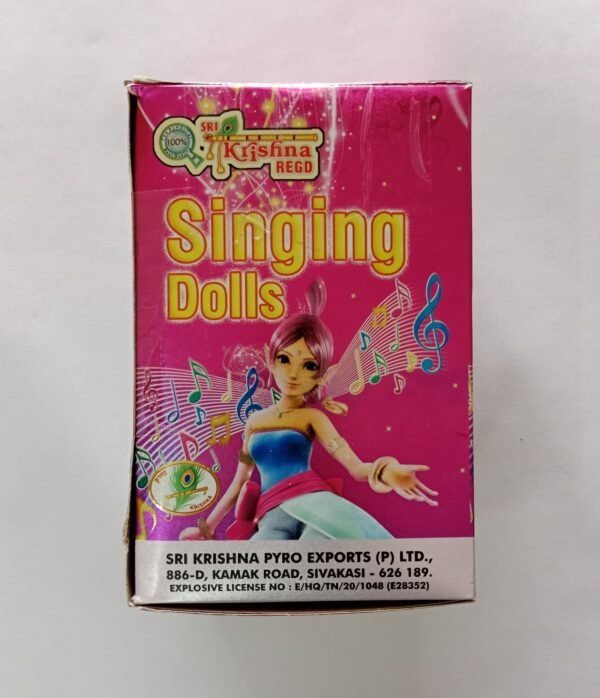 100%
SRI
Krishna
REGD
Singing
Dolls
KRISHNA
SRI KRISHNA PYRO EXPORTS (P) LTD.,
886-D, KAMAK ROAD, SIVAKASI - 626 189.
EXPLOSIVE LICENSE NO : E/HQ/TN/20/1048 (E28352)